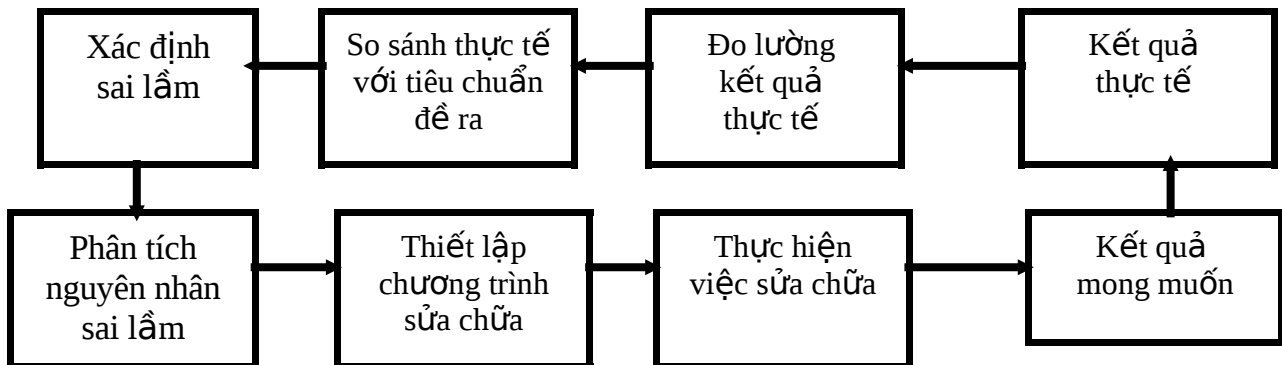 Xác định
sai lầm
So sánh thực tế
với tiêu chuẩn
đề ra
Đo lường
kết quả
thực tế
Kết quả
thực tế
Phân tích
nguyên nhân
sai lầm
Thiết lập
chương trình
sửa chữa
Thực hiện
việc sửa chữa
Kết quả
mong muốn